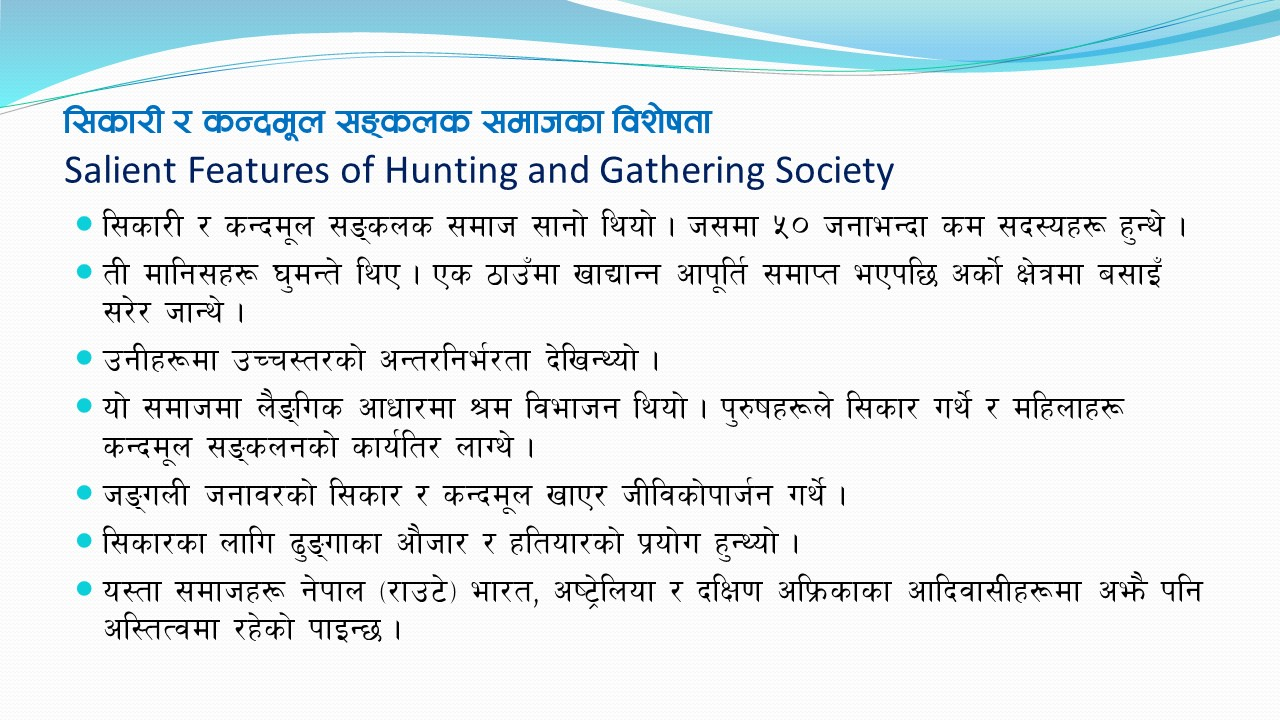 सिकारी र कन्दमूल सङ्कलक समाजका विशेषता
Salient Features of Hunting and Gathering Society
सिकारी र कन्दमूल सङ्कलक समाज सानो थियो । जसमा ५० जनाभन्दा कम सदस्यहरू हुन्थे ।
ती मानिसहरू घुमन्ते थिए । एक ठाउँमा खाद्यान्न आपूर्ति समाप्त भएपछि अर्को क्षेत्रमा बसाइँ
सरेर जान्थे ।
उनीहरूमा उच्चस्तरको अन्तरनिर्भरता देखिन्थ्यो ।
यो समाजमा लैङ्गिक आधारमा श्रम विभाजन थियो । पुरुषहरूले सिकार गर्थे र महिलाहरू
कन्दमूल सङ्कलनको कार्यतिर लाग्थे ।
जङ्गली जनावरको सिकार र कन्दमूल खाएर जीविकोपार्जन गर्थे ।
सिकारका लागि ढुङ्गाका औजार र हतियारको प्रयोग हुन्थ्यो ।
यस्ता समाजहरू नेपाल (राउटे) भारत, अष्ट्रेलिया र दक्षिण अफ्रिकाका आदिवासीहरूमा अझै पनि
अस्तित्वमा रहेको पाइन्छ ।